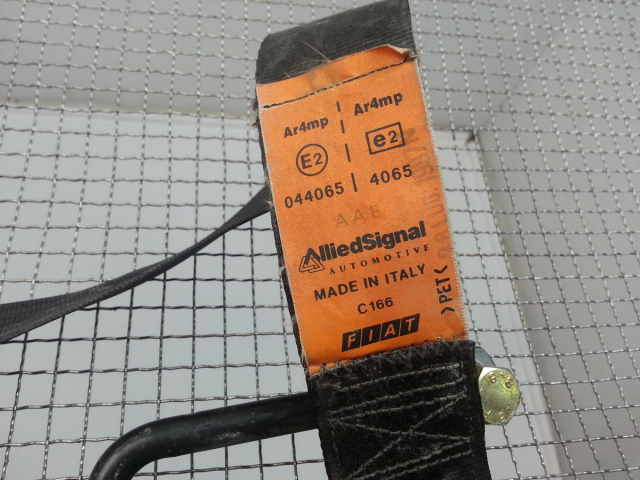 Ar4mp | Ar4mp
E2 | e2
044065 | 4065
AAB
AlliedSignal
AUTOMOTIVE
MADE IN ITALY
C166
FIAT
>PET<